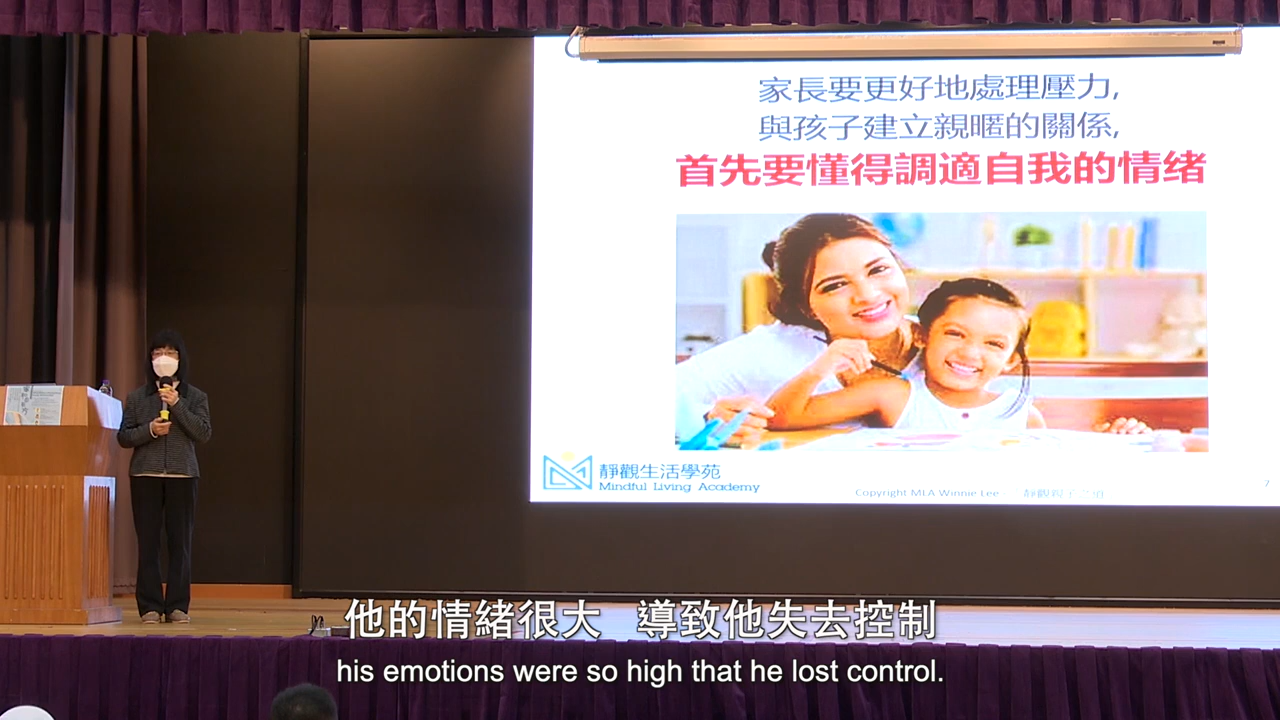 家長要更好地處理壓力,
與孩子建立親暱的關係,
首先要懂得調適自我的情绪
靜觀生活學苑
Mindful Living Academy
Copyright MLA Winnie Lee -
7
他的情緒很大 導致他失去控制
his emotions were so high that he lost control.